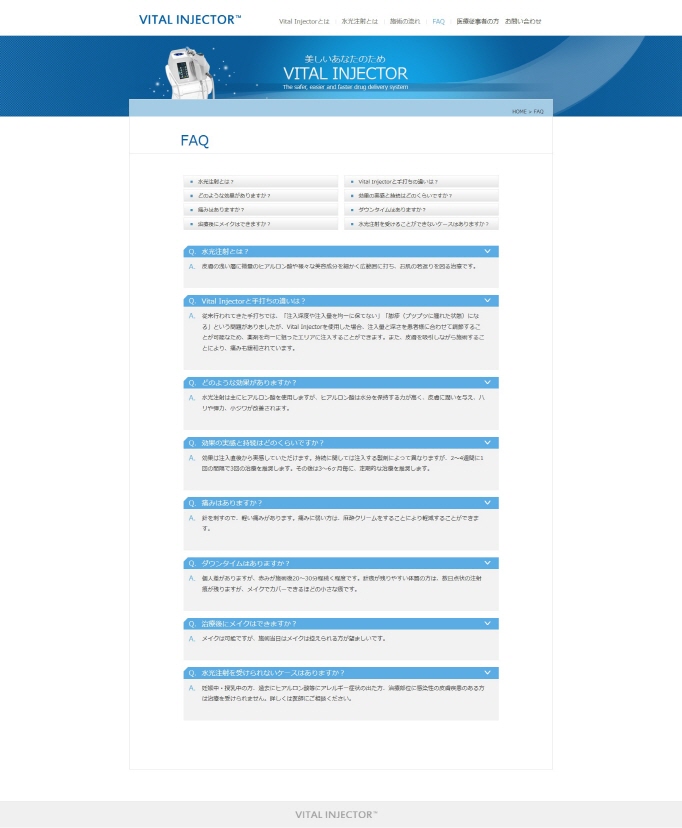 VITAL INJECTOR™
Vital Injectorとは 水光注射とは 施術の流れ FAQ 医療従事者の方 お問い合わせ
美しいあなたのため
VITAL INJECTOR
The safer, easier and faster drug delivery system
HOME > FAQ
FAQ
水光注射とは？
Vital Injectorと手打ちの違いは？
どのような効果がありますか？
効果の実感と持続はどのくらいですか？
痛みはありますか？
ダウンタイムはありますか？
治療後にメイクはできますか？
水光注射を受けることができないケースはありますか？
Q. 水光注射とは？
A. 皮膚の浅い層に微量のヒアルロン酸や様々な美容成分を細かく広範囲に打ち、お肌の若返りを図る治療です。
Q. Vital Injectorと手打ちの違いは？
A. 従来行われてきた手打ちでは、「注入深度や注入量を均一に保てない」「膨疹（ブツブツに腫れた状態）にな
る」という問題がありましたが、Vital Injectorを使用した場合、注入量と深さを患者様に合わせて調節するこ
とが可能なため、薬剤を均一に狙ったエリアに注入することができます。また、皮膚を吸引しながら施術するこ
とにより、痛みも緩和されています。
Q. どのような効果がありますか？
A. 水光注射は主にヒアルロン酸を使用しますが、ヒアルロン酸は水分を保持する力が高く、皮膚に潤いを与え、ハ
リや弾力、小ジワが改善されます。
Q. 効果の実感と持続はどのくらいですか？
A. 効果は注入直後から実感していただけます。持続に関しては注入する製剤によって異なりますが、2～4週間に1
回の間隔で3回の治療を推奨します。その後は3～6ヶ月毎に、定期的な治療を推奨します。
Q. 痛みはありますか？
A. 針を刺すので、軽い痛みがあります。痛みに弱い方は、麻酔クリームをすることにより軽減することができま
す。
Q. ダウンタイムはありますか？
A. 個人差がありますが、赤みが施術後20～30分程続く程度です。針痕が残りやすい体質の方は、数日点状の注射
痕が残りますが、メイクでカバーできるほどの小さな痕です。
Q. 治療後にメイクはできますか？
A. メイクは可能ですが、施術当日はメイクは控えられる方が望ましいです。
Q. 水光注射を受けられないケースはありますか？
A. 妊娠中・授乳中の方、過去にヒアルロン酸等にアレルギー症状の出た方、治療部位に感染性の皮膚疾患のある方
は治療を受けられません。詳しくは医師にご相談ください。
VITAL INJECTOR™